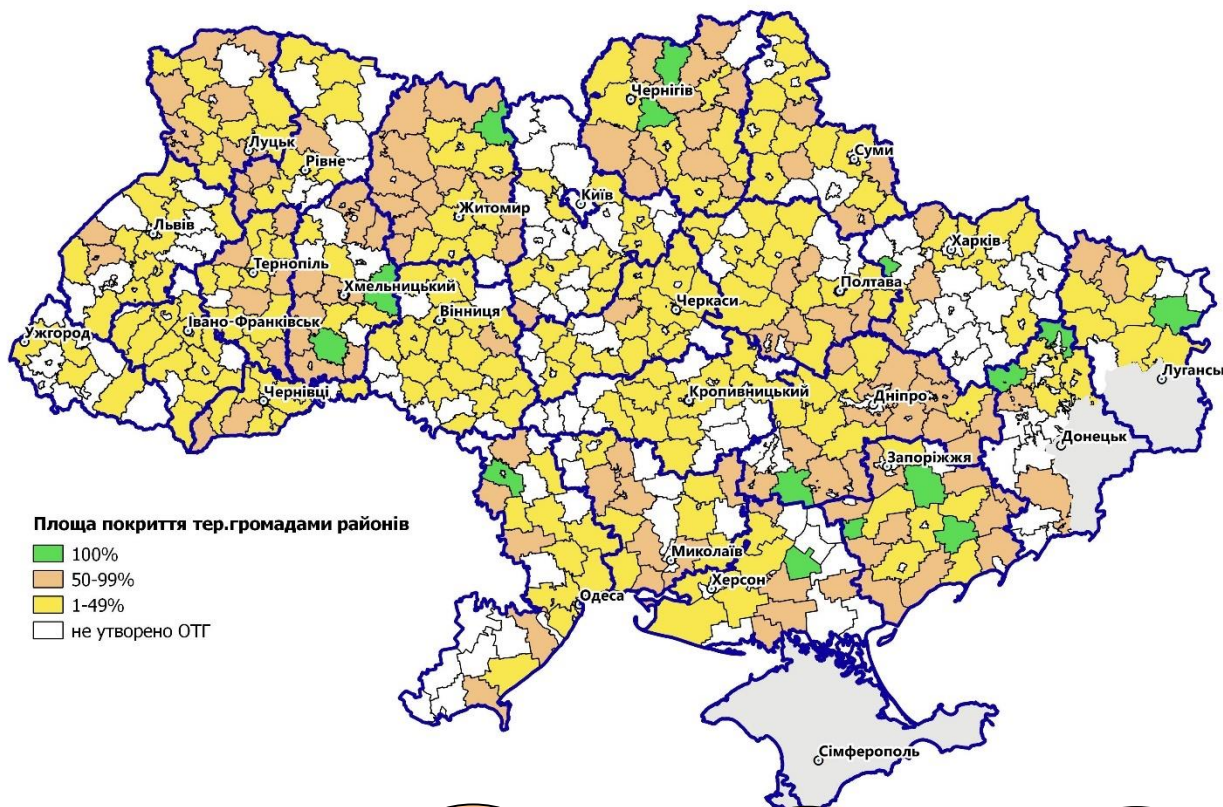 Чернігів
Суми
Луцьк
Рівне
Київ
Житомир
Львів
Харків
Тернопіль
Хмельницький
Полтава
Черкаси
Вінниця
Івано-Франківськ
Ужгород
Лугансь
Чернівці
Кропивницький
Дніпро
Донецьк
Запоріжжя
Площа покриття тер.громадами районів
100%
50-99%
1-49%
не утворено ОТГ
Миколаїв
Херсон
Одеса
Сімферополь